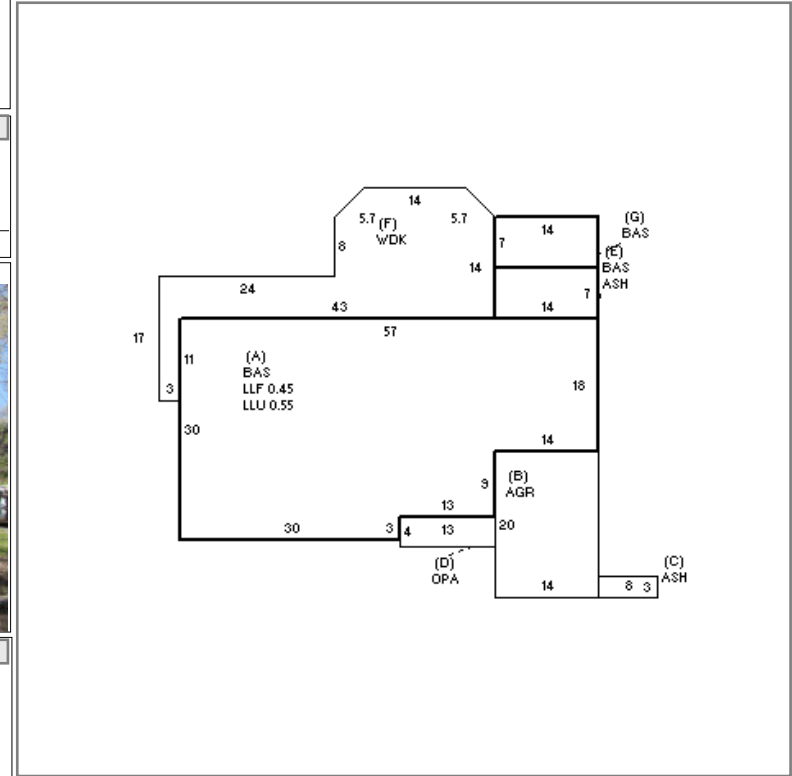 14
5.7
(F)
WDK
5.7
8
14
7
14
(G)
BAS
(E)
BAS
ASH
7
14
24
43
57
17
3
11
(A)
BAS
LLF 0.45
LLU 0.55
30
18
14
9
(B)
AGR
13
30
3
4
13
20
(D)
OPA
14
(C)
ASH
8
3